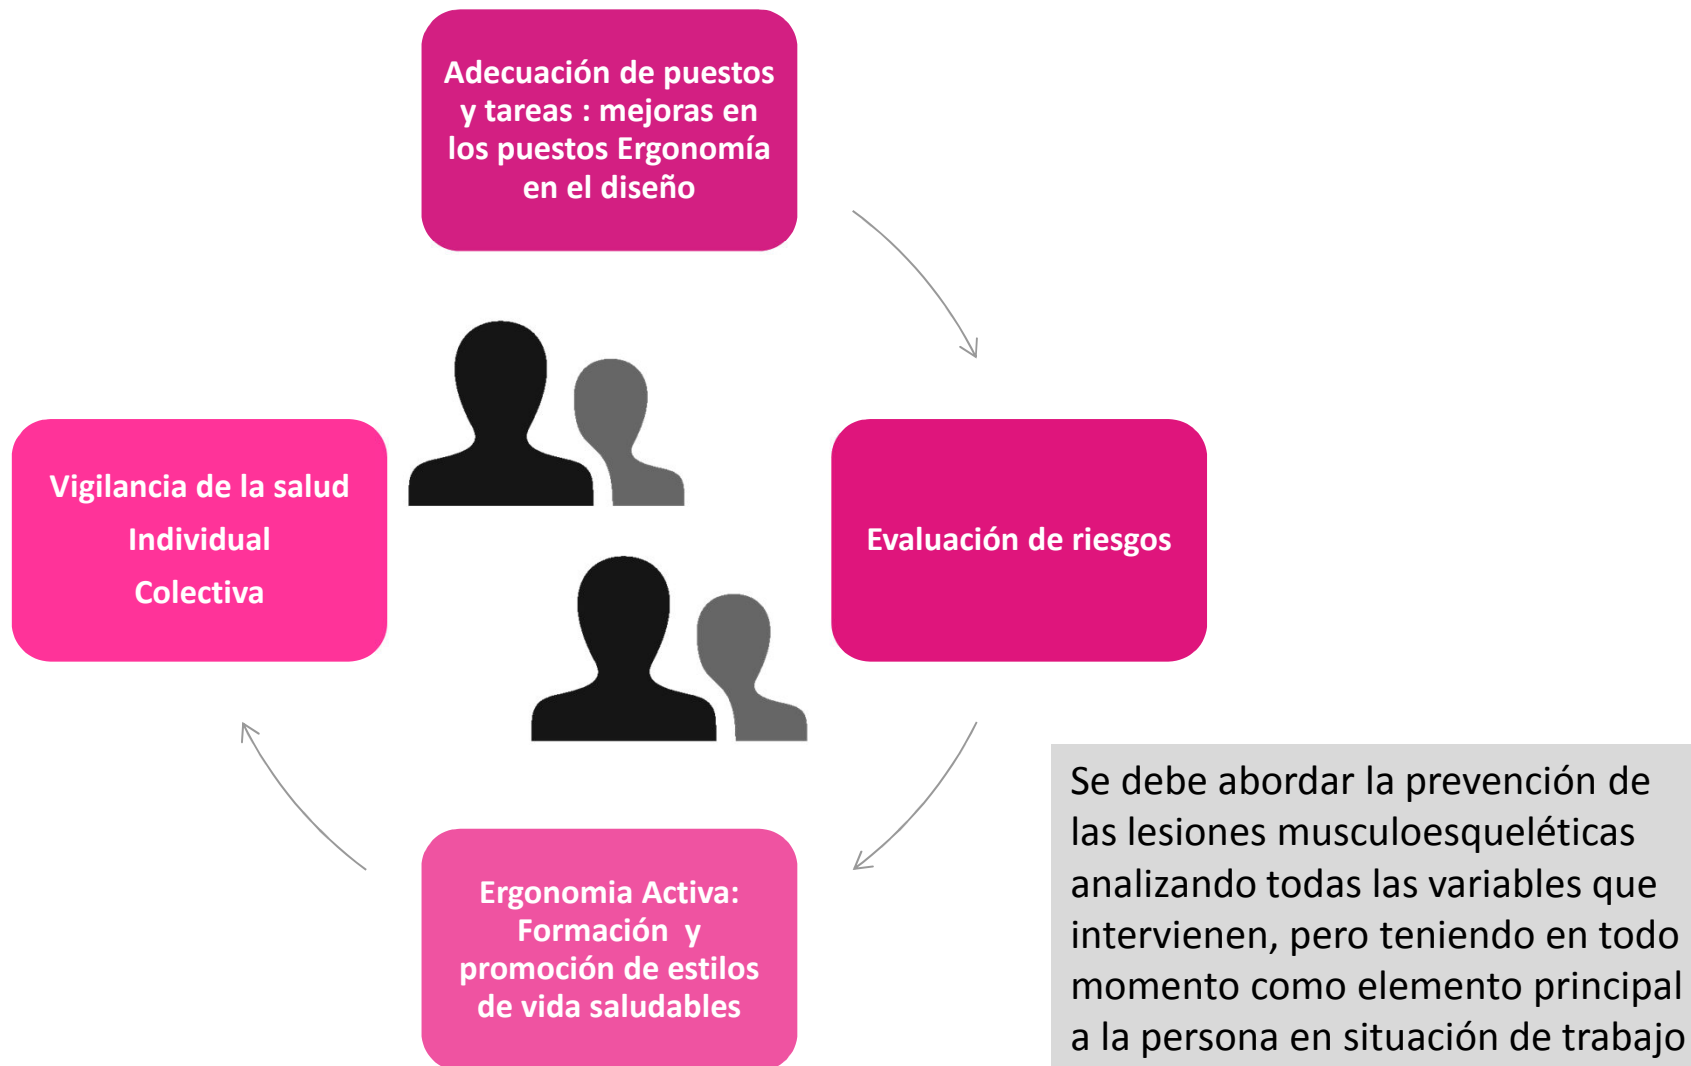 Adecuación de puestos
y tareas : mejoras en
los puestos Ergonomía
en el diseño
Vigilancia de la salud
Individual
Colectiva
Evaluación de riesgos
Ergonomia Activa:
Formación y
promoción de estilos
de vida saludables
Se debe abordar la prevención de
las lesiones musculoesqueléticas
analizando todas las variables que
intervienen, pero teniendo en todo
momento como elemento principal
a la persona en situación de trabajo